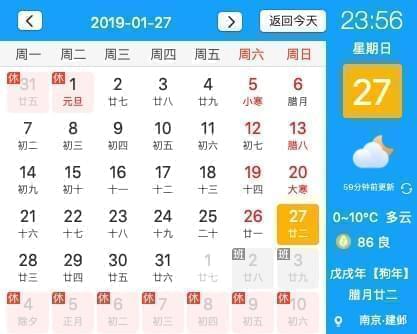 2019-01-27 返回今天 23:56
周一 周二 周三 周四 周五 周六 周日 星期日
休 31 休 1 2 3 4 5 6
廿五 元旦 廿七 廿八 廿九 小寒 腊月
27
7 8 9 10 11 12 13
初二 初三 初四 初五 初六 初七 腊八
14 15 16 17 18 19 20
初九 初十 十一 十二 十三 十四 大寒
59分钟前更新
21 22 23 24 25 26 27
十六 十七 十八 十九 二十 廿一 廿二
0~10°C 多云
86 良
28 29 30 31 1 班 2 班 3
廿三 廿四 廿五 廿六 廿七 廿八 廿九
戊戌年【狗年】
腊月廿二
休 4 休 5 休 6 休 7 休 8 休 9 休 10
除夕 正月 初二 初三 初四 初五 初六
南京·建邺